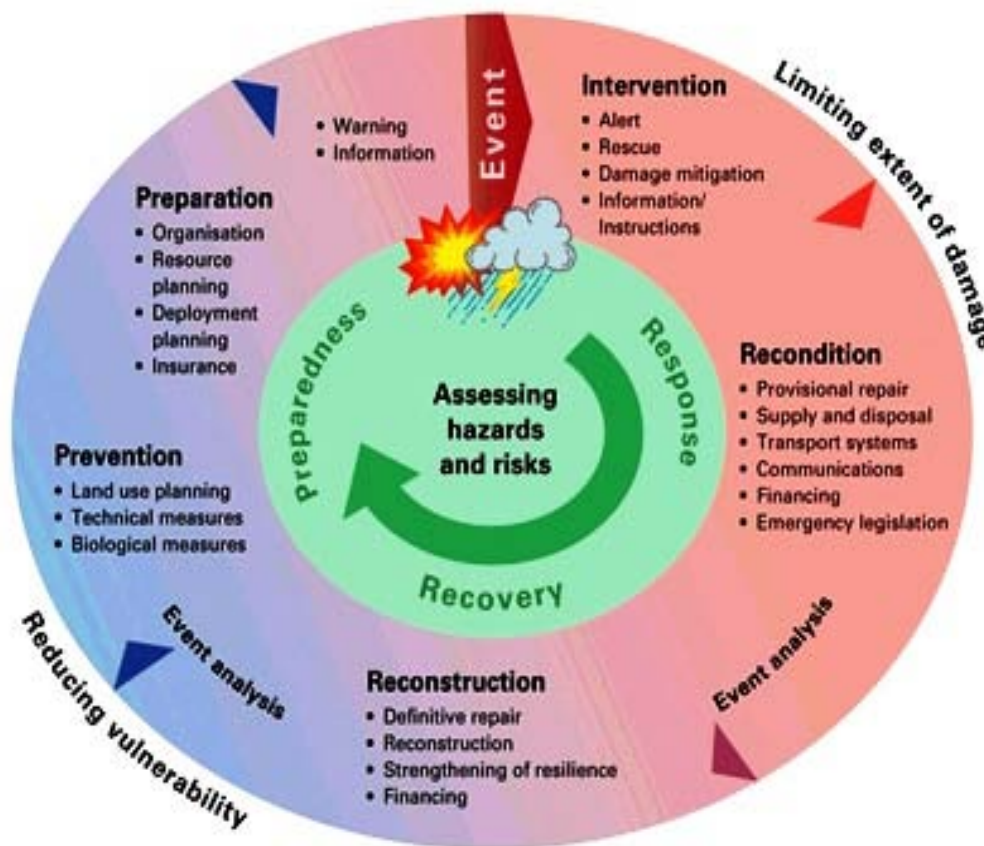 Event
Intervention
• Alert
• Rescue
• Damage mitigation
• Information/
Instructions
Limiting extent of damage
Recondition
• Provisional repair
• Supply and disposal
• Transport systems
• Communications
• Financing
• Emergency legislation
Event analysis
Reconstruction
• Definitive repair
• Reconstruction
• Strengthening of resilience
• Financing
Event analysis
Reducing vulnerability
Prevention
• Land use planning
• Technical measures
• Biological measures
Preparation
• Organisation
• Resource
planning
• Deployment
planning
• Insurance
• Warning
• Information
Preparedness
Response
Recovery
Assessing
hazards
and risks